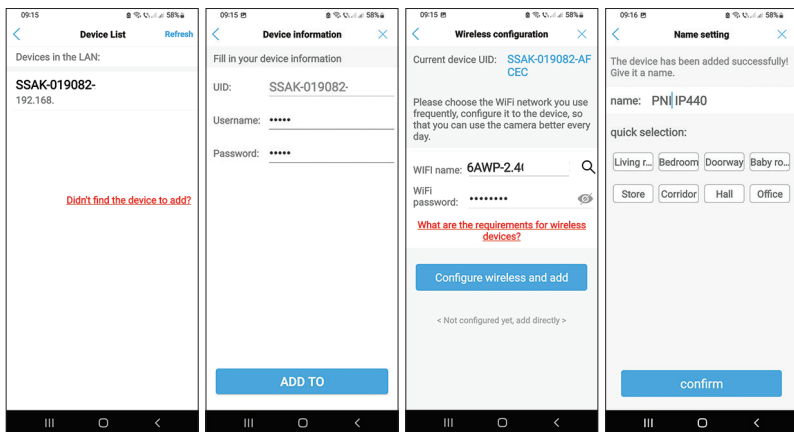 09:15
58%
Device List
Refresh
Devices in the LAN:
SSAK-019082-
192.168.
Didn't find the device to add?
09:15
58%
Device information
Fill in your device information
UID: SSAK-019082-
Username: •••••
Password: •••••
ADD TO
09:15
58%
Wireless configuration
Current device UID: SSAK-019082-AF
CEC
Please choose the WiFi network you use
frequently, configure it to the device, so
that you can use the camera better every
day.
WIFI name: 6AWP-2.4
WiFi
password: ••••••••
What are the requirements for wireless
devices?
Configure wireless and add
< Not configured yet, add directly >
09:16
58%
Name setting
The device has been added successfully!
Give it a name.
name: PNI IP440
quick selection:
Living r... Bedroom Doorway Baby ro...
Store Corridor Hall Office
confirm